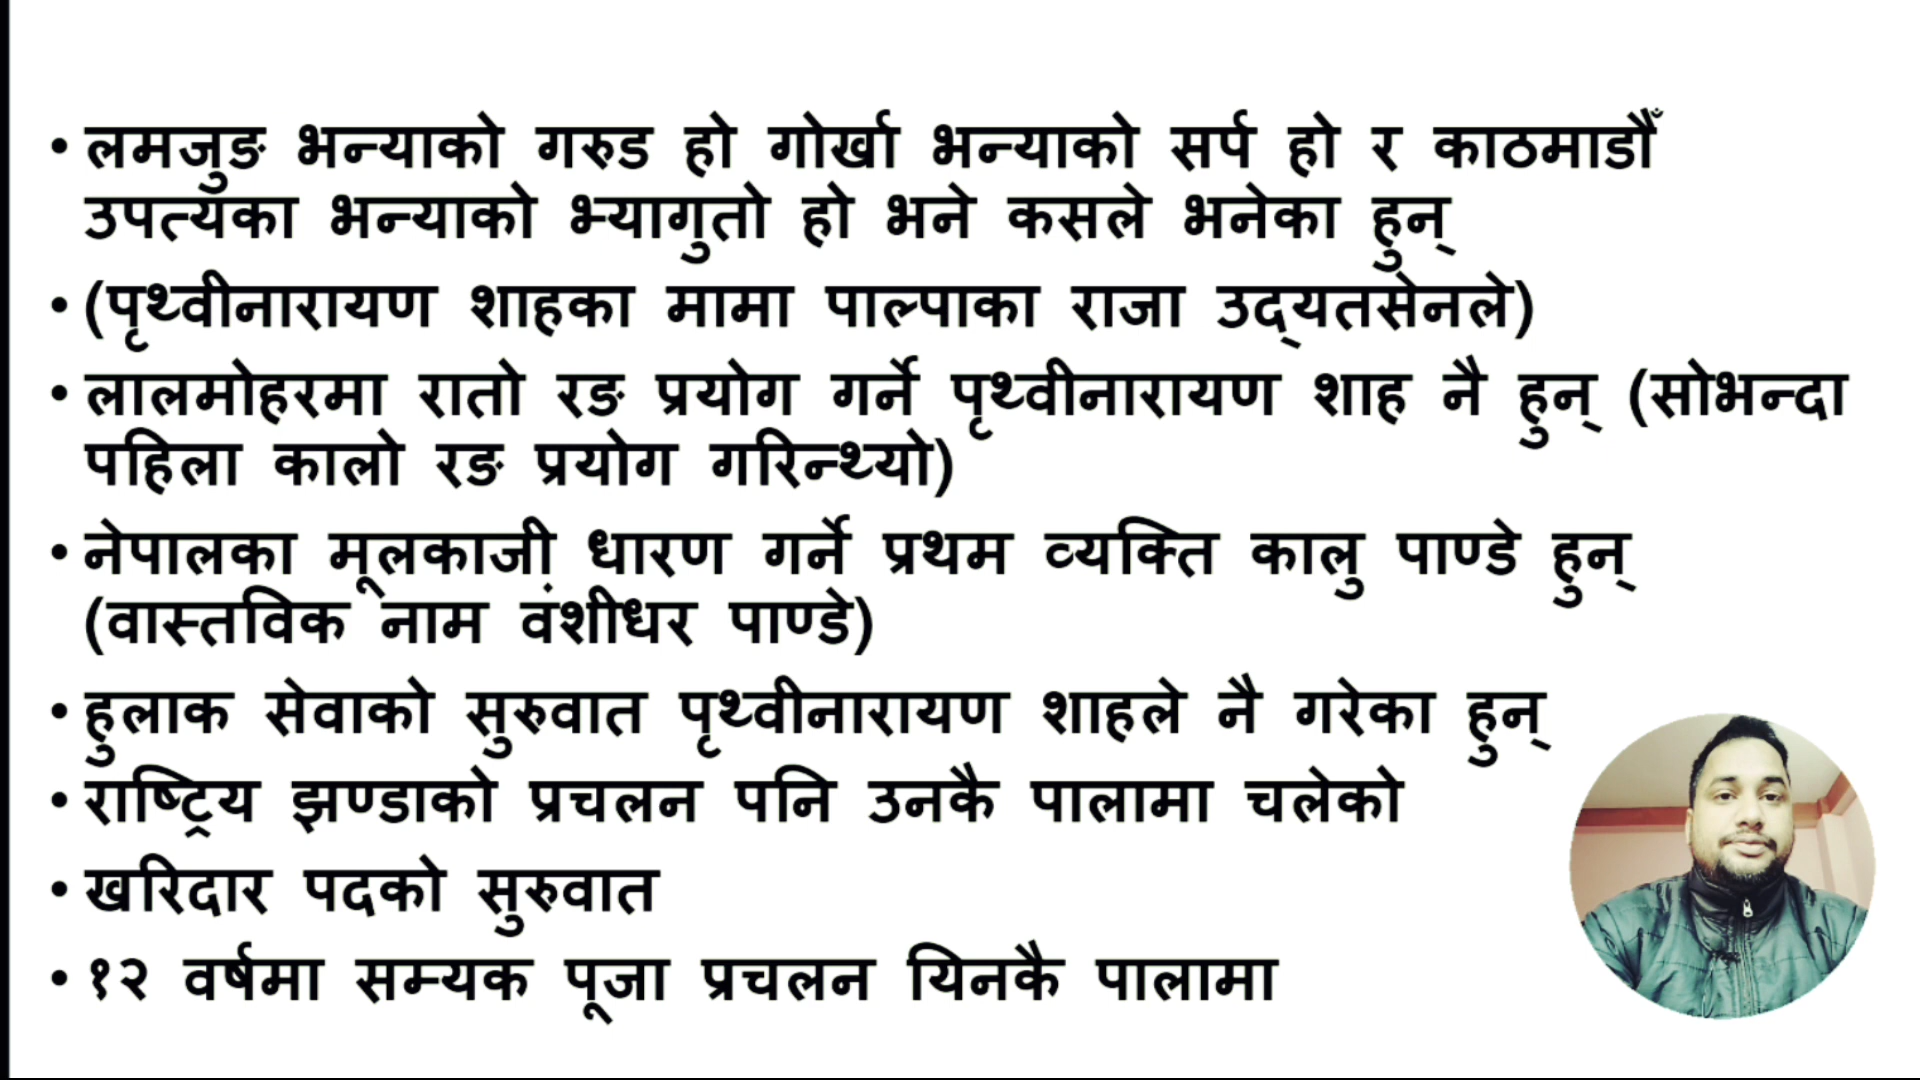 • लमजुङ भन्याको गरुड हो गोर्खा भन्याको सर्प हो र काठमाडौँ
उपत्यका भन्याको भ्यागुतो हो भने कसले भनेका हुन्
• (पृथ्वीनारायण शाहका मामा पाल्पाका राजा उद्‌यतसेनले)
• लालमोहरमा रातो रङ प्रयोग गर्ने पृथ्वीनारायण शाह नै हुन् (सोभन्दा
पहिला कालो रङ प्रयोग गरिन्थ्यो)
• नेपालका मूलकाजी धारण गर्ने प्रथम व्यक्ति कालु पाण्डे हुन्
(वास्तविक नाम वंशीधर पाण्डे)
• हुलाक सेवाको सुरुवात पृथ्वीनारायण शाहले नै गरेका हुन्
• राष्ट्रिय झण्डाको प्रचलन पनि उनकै पालामा चलेको
• खरिदार पदको सुरुवात
• १२ वर्षमा सम्यक पूजा प्रचलन यिनकै पालामा